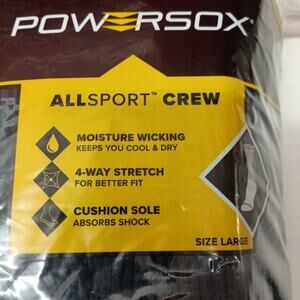 POWERSOX®
ALLSPORT™ CREW
MOISTURE WICKING
KEEPS YOU COOL & DRY
4-WAY STRETCH
FOR BETTER FIT
CUSHION SOLE
ABSORBS SHOCK
SIZE LARGE